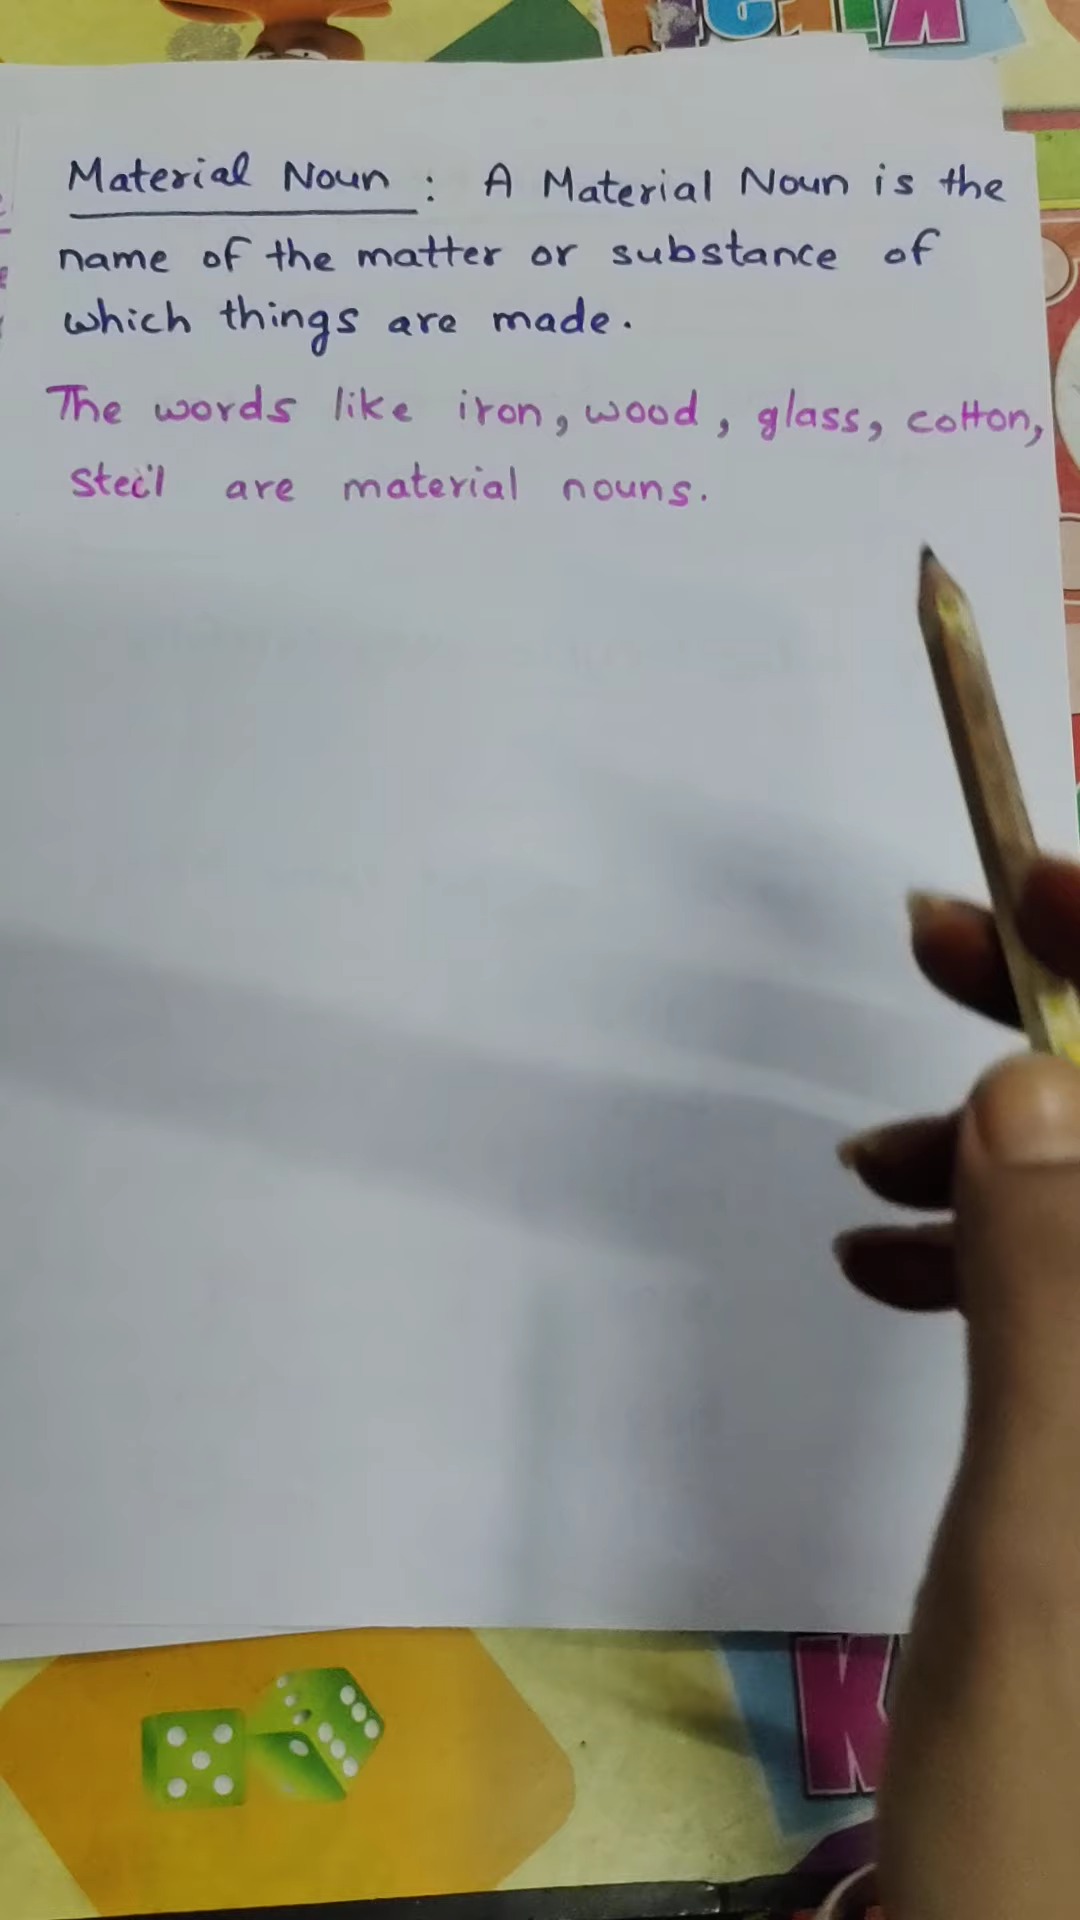 Material Noun : A Material Noun is the
name of the matter or substance of
which things are made.
The words like iron, wood, glass, cotton,
steel are material nouns.
K